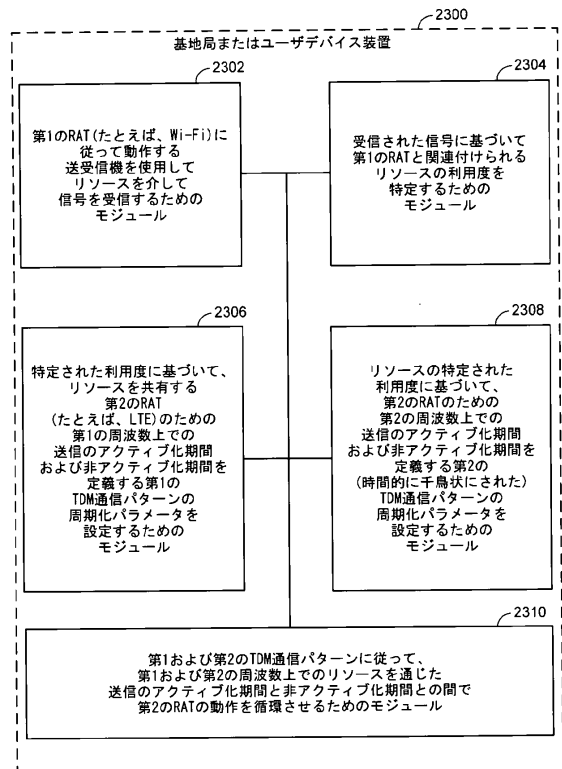 2300
基地局またはユーザデバイス装置
2302
第1のRAT(たとえば、Wi-Fi)に
従って動作する
送受信機を使用して
リソースを介して
信号を受信するための
モジュール
2304
受信された信号に基づいて
第1のRATと関連付けられる
リソースの利用度を
特定するための
モジュール
2306
特定された利用度に基づいて、
リソースを共有する
第2のRAT
(たとえば、LTE)のための
第1の周波数上での
送信のアクティブ化期間
および非アクティブ化期間を
定義する第1の
TDM通信パターンの
周期化パラメータを
設定するための
モジュール
2308
リソースの特定された
利用度に基づいて、
第2のRATのための
第2の周波数上での
送信のアクティブ化期間
および非アクティブ化期間を
定義する第2の
(時間的に千鳥状にされた)
TDM通信パターンの
周期化パラメータを
設定するための
モジュール
2310
第1および第2のTDM通信パターンに従って、
第1および第2の周波数上でのリソースを通じた
送信のアクティブ化期間と非アクティブ化期間との間で
第2のRATの動作を循環させるためのモジュール